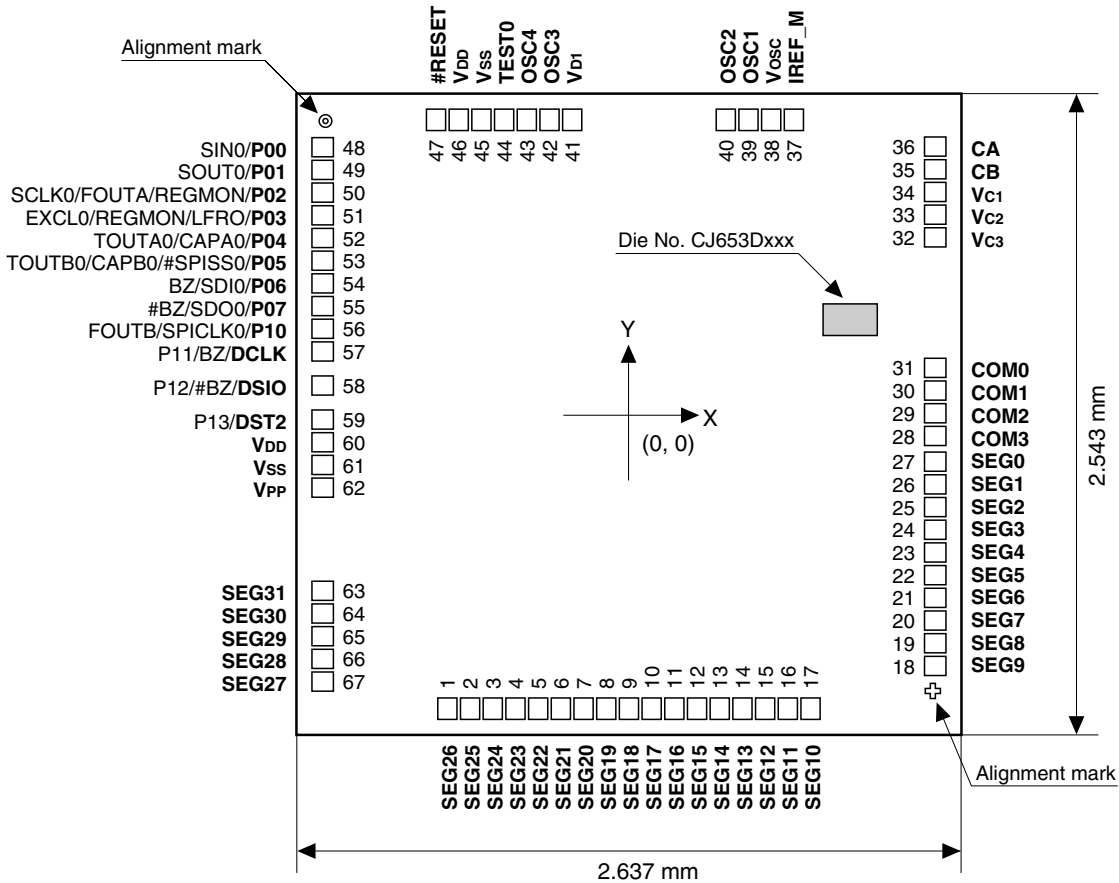 Alignment mark
#RESET
VDD
VSS
TEST0
OSC4
OSC3
VD1
OSC2
OSC1
VOSC
IREF_M
47
46
45
44
43
42
41
40
39
38
37
SIN0/P00 48
SOUT0/P01 49
SCLK0/FOUTA/REGMON/P02 50
EXCL0/REGMON/LFRO/P03 51
TOUTA0/CAPA0/P04 52
TOUTB0/CAPB0/#SPISS0/P05 53
BZ/SDI0/P06 54
#BZ/SDO0/P07 55
FOUTB/SPICLK0/P10 56
P11/BZ/DCLK 57
P12/#BZ/DSIO 58
P13/DST2 59
VDD 60
VSS 61
VPP 62
SEG31 63
SEG30 64
SEG29 65
SEG28 66
SEG27 67
36 CA
35 CB
34 VC1
33 VC2
32 VC3
Die No. CJ653Dxxx
Y
X
(0, 0)
31 COM0
30 COM1
29 COM2
28 COM3
27 SEG0
26 SEG1
25 SEG2
24 SEG3
23 SEG4
22 SEG5
21 SEG6
20 SEG7
19 SEG8
18 SEG9
2.543 mm
1
2
3
4
5
6
7
8
9
10
11
12
13
14
15
16
17
SEG26
SEG25
SEG24
SEG23
SEG22
SEG21
SEG20
SEG19
SEG18
SEG17
SEG16
SEG15
SEG14
SEG13
SEG12
SEG11
SEG10
Alignment mark
2.637 mm